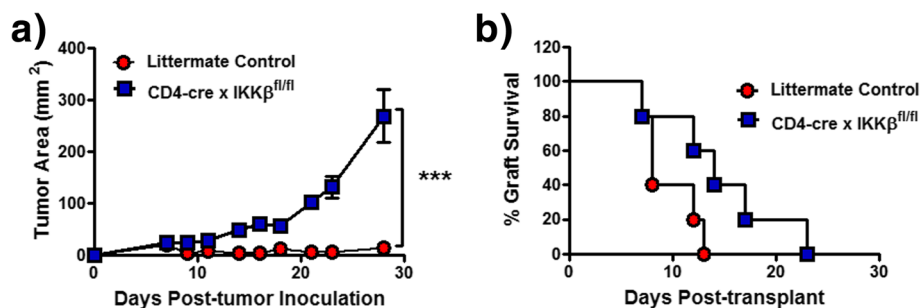 a)
Tumor Area (mm 2)
400
300
200
100
0
0 10 20 30
Days Post-tumor Inoculation
Littermate Control
CD4-cre x IKKβfl/fl
***
b)
% Graft Survival
120
100
80
60
40
20
0
0 10 20 30
Days Post-transplant
Littermate Control
CD4-cre x IKKβfl/fl